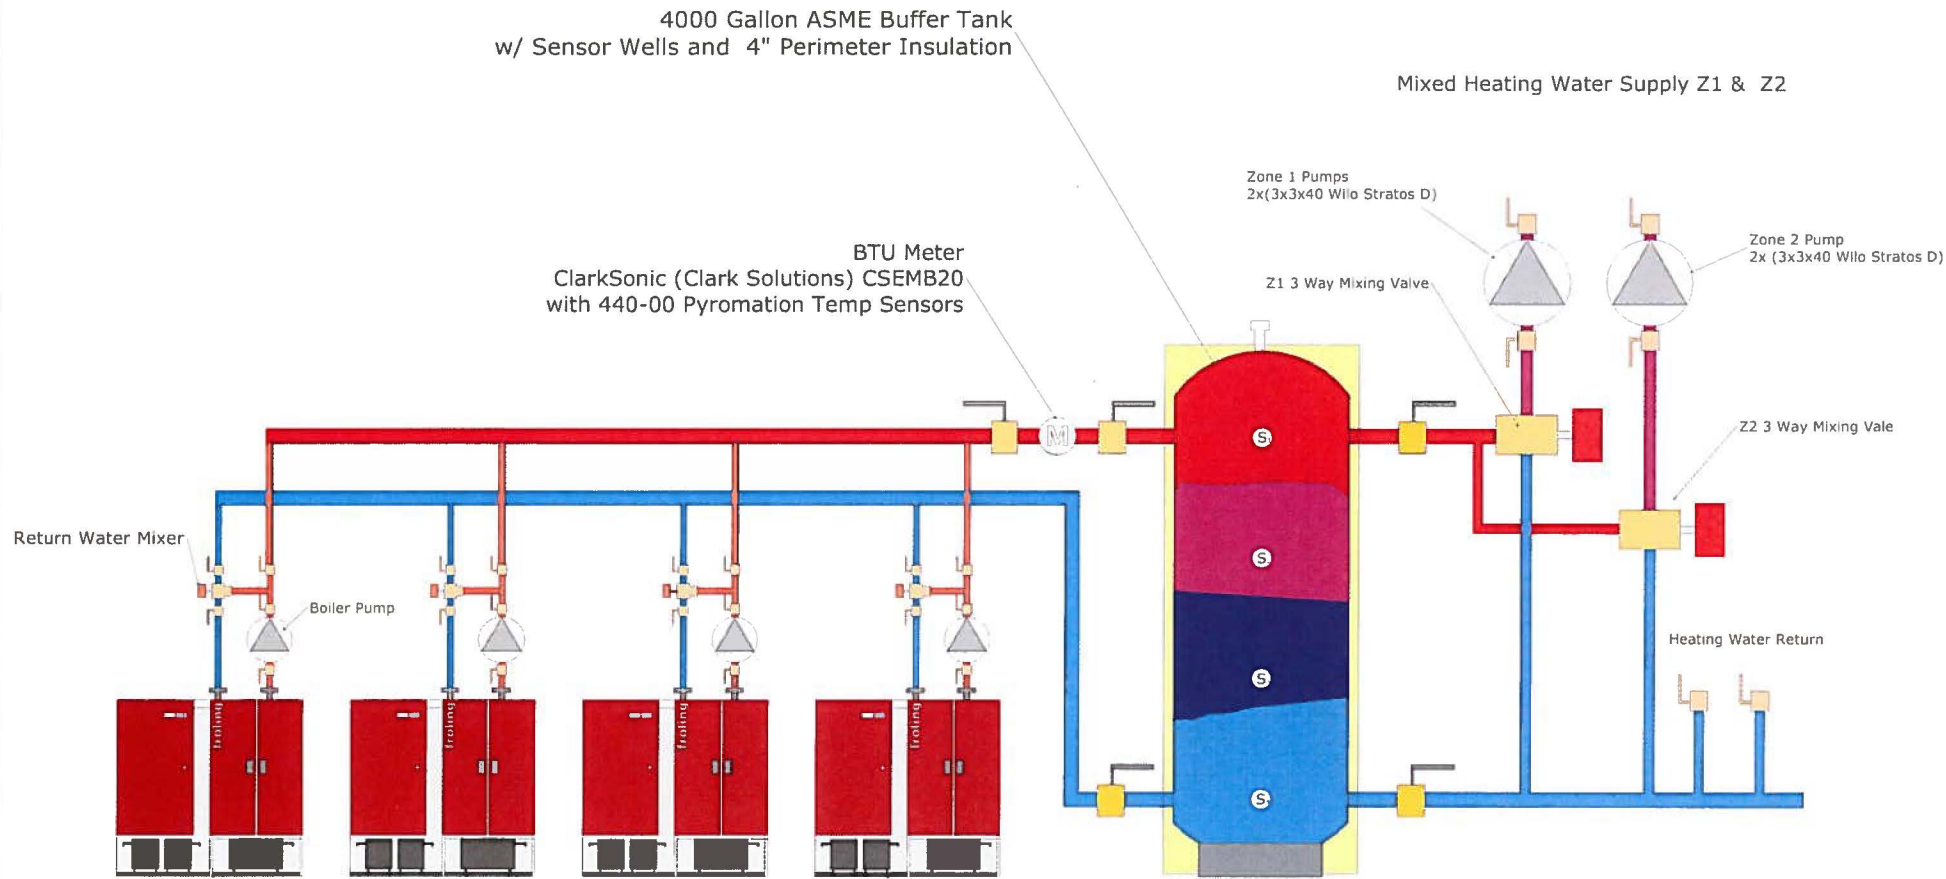 4000 Gallon ASME Buffer Tank
w/ Sensor Wells and 4" Perimeter Insulation
Mixed Heating Water Supply Z1 & Z2
Zone 1 Pumps
2x(3x3x40 Wilo Stratos D)
Zone 2 Pump
2x (3x3x40 Wilo Stratos D)
BTU Meter
ClarkSonic (Clark Solutions) CSEMB20
with 440-00 Pyromation Temp Sensors
Z1 3 Way Mixing Valve
Z2 3 Way Mixing Vale
M
S
S
S
S
Return Water Mixer
Boiler Pump
Heating Water Return
froling
froling
froling
froling